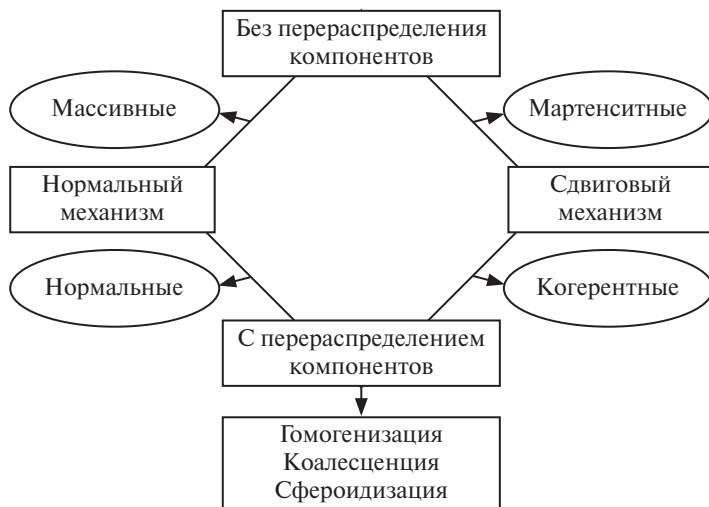 Без перераспределения
компонентов
Массивные
Мартенситные
Нормальный
механизм
Сдвиговый
механизм
Нормальные
Когерентные
С перераспределением
компонентов
Гомогенизация
Коалесценция
Сфероидизация